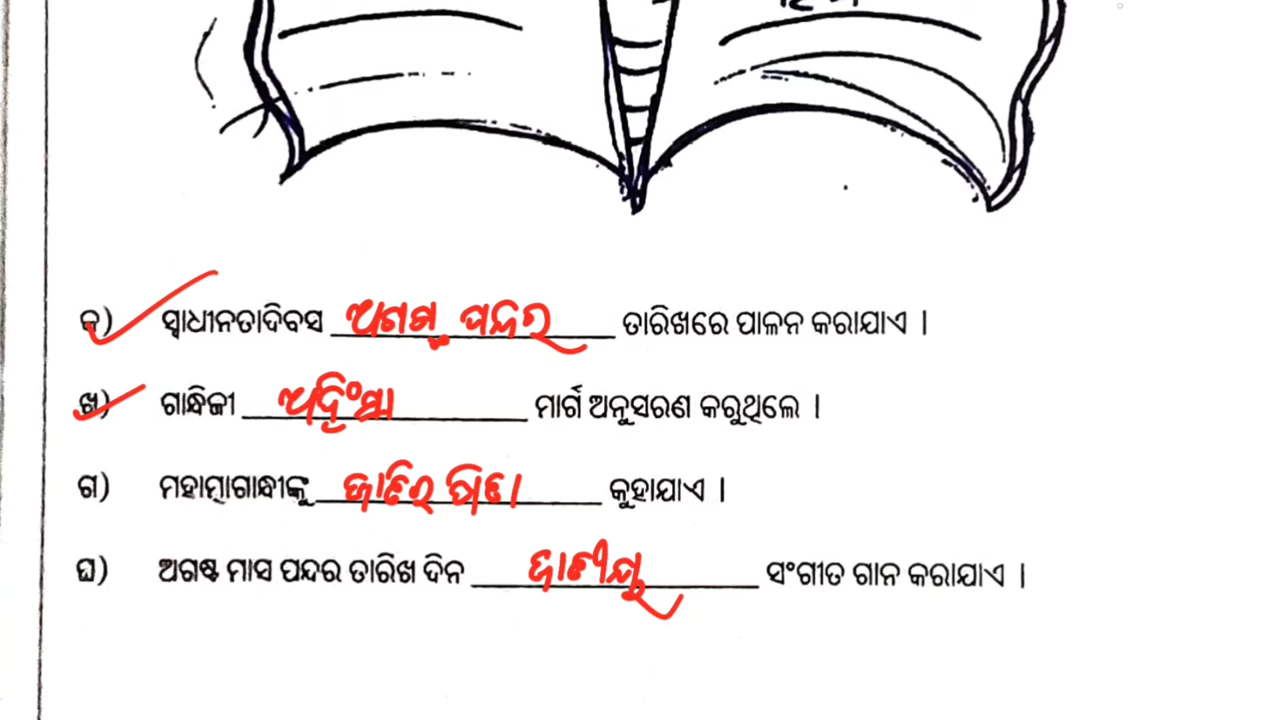 କ) ସ୍ଵାଧୀନତାଦିବସ ଅଗଷ୍ଟ ପନ୍ଦର ତାରିଖରେ ପାଳନ କରାଯାଏ ।
ଖ) ଗାନ୍ଧିଜୀ ଅହିଂସା ମାର୍ଗ ଅନୁସରଣ କରୁଥିଲେ ।
ଗ) ମହାତ୍ମାଗାନ୍ଧୀଙ୍କୁ ଜାତିର ପିତା କୁହାଯାଏ ।
ଘ) ଅଗଷ୍ଟ ମାସ ପନ୍ଦର ତାରିଖ ଦିନ ଜାତୀୟ ସଂଗୀତ ଗାନ କରାଯାଏ ।